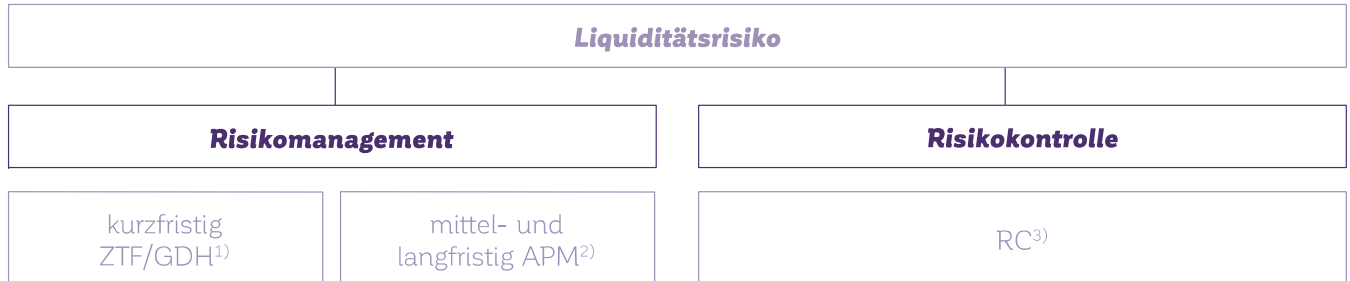 Liquiditätsrisiko
Risikomanagement
Risikokontrolle
kurzfristig
ZTF/GDH1)
mittel- und
langfristig APM2)
RC3)